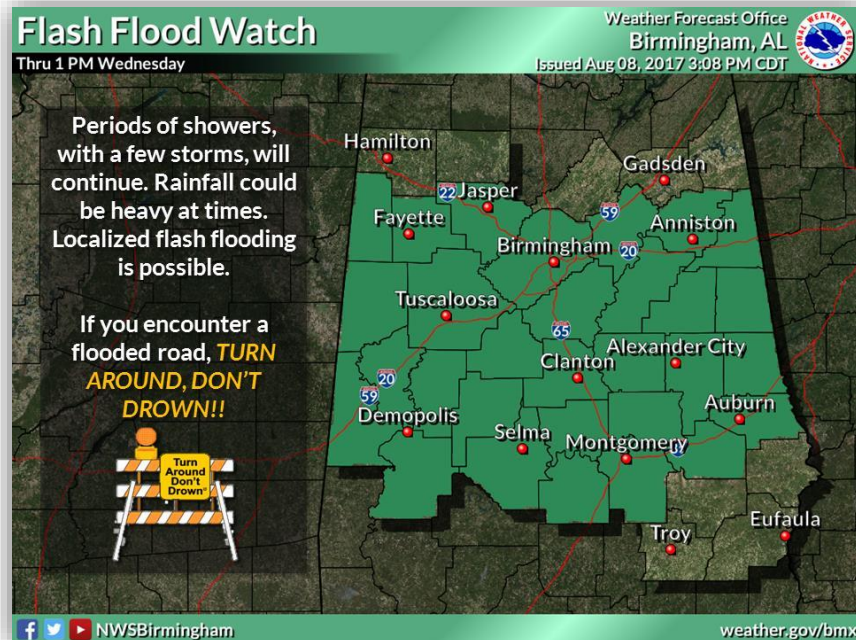 Flash Flood Watch
Thru 1 PM Wednesday
Weather Forecast Office
Birmingham, AL
Issued Aug 08, 2017 3:08 PM CDT
NATIONAL WEATHER SERVICE
Periods of showers,
with a few storms, will
continue. Rainfall could
be heavy at times.
Localized flash flooding
is possible.
If you encounter a
flooded road, TURN
AROUND, DON'T
DROWN!!
Turn
Around
Don't
Drown
Hamilton
Gadsden
22
Jasper
59
Fayette
Anniston
Birmingham
20
Tuscaloosa
65
Alexander City
Clanton
20
59
Auburn
Demopolis
Selma
Montgomery
Eufaula
Troy
NWSBirmingham
weather.gov/bmx